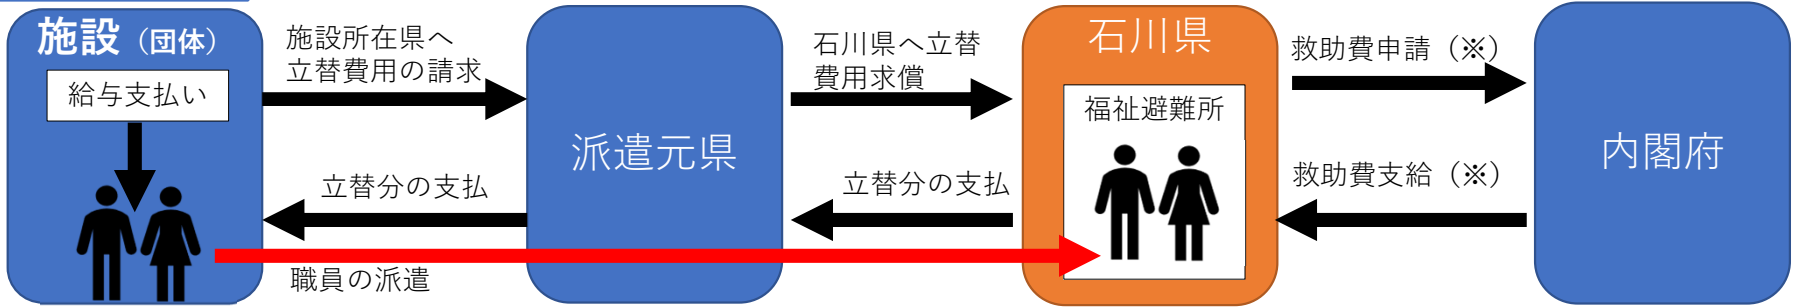 施設（団体）
給与支払い
施設所在県へ
立替費用の請求
立替分の支払
職員の派遣
派遣元県
石川県へ立替
費用求償
立替分の支払
石川県
福祉避難所
救助費申請（※）
救助費支給（※）
内閣府